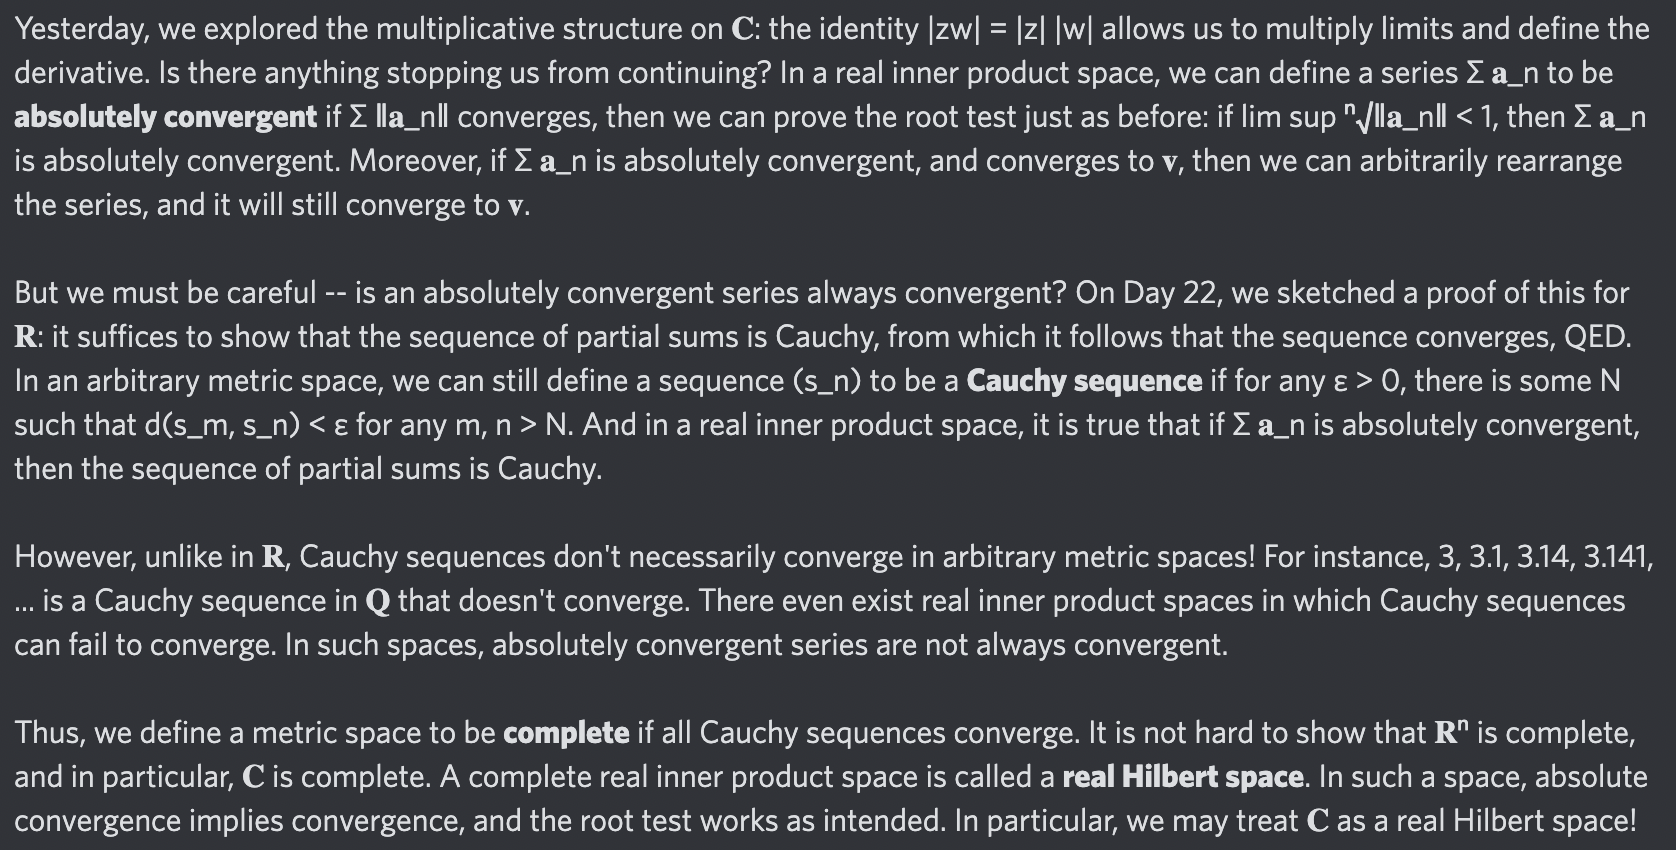 Yesterday, we explored the multiplicative structure on C: the identity |zw| = |z| |w| allows us to multiply limits and define the
derivative. Is there anything stopping us from continuing? In a real inner product space, we can define a series Σ a_n to be
absolutely convergent if Σ ‖a_n‖ converges, then we can prove the root test just as before: if lim sup ⁿ√‖a_n‖ < 1, then Σ a_n
is absolutely convergent. Moreover, if Σ a_n is absolutely convergent, and converges to v, then we can arbitrarily rearrange
the series, and it will still converge to v.

But we must be careful -- is an absolutely convergent series always convergent? On Day 22, we sketched a proof of this for
R: it suffices to show that the sequence of partial sums is Cauchy, from which it follows that the sequence converges, QED.
In an arbitrary metric space, we can still define a sequence (s_n) to be a Cauchy sequence if for any ε > 0, there is some N
such that d(s_m, s_n) < ε for any m, n > N. And in a real inner product space, it is true that if Σ a_n is absolutely convergent,
then the sequence of partial sums is Cauchy.

However, unlike in R, Cauchy sequences don't necessarily converge in arbitrary metric spaces! For instance, 3, 3.1, 3.14, 3.141,
... is a Cauchy sequence in Q that doesn't converge. There even exist real inner product spaces in which Cauchy sequences
can fail to converge. In such spaces, absolutely convergent series are not always convergent.

Thus, we define a metric space to be complete if all Cauchy sequences converge. It is not hard to show that Rⁿ is complete,
and in particular, C is complete. A complete real inner product space is called a real Hilbert space. In such a space, absolute
convergence implies convergence, and the root test works as intended. In particular, we may treat C as a real Hilbert space!